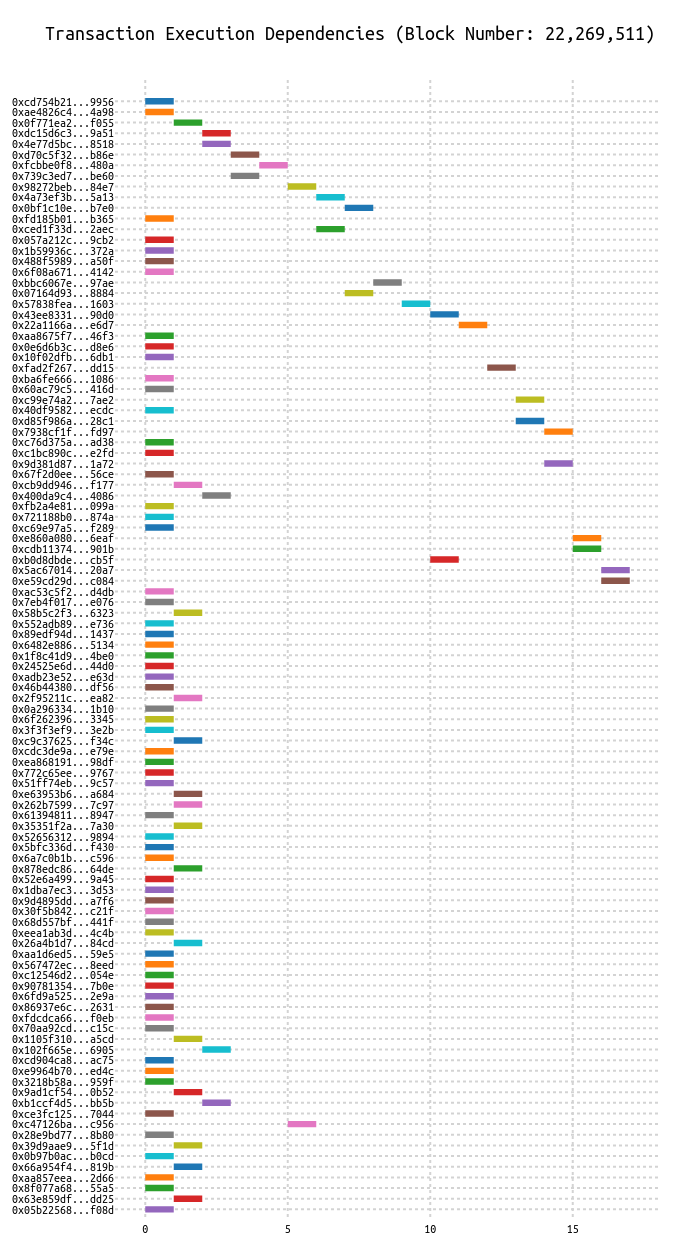 Transaction Execution Dependencies (Block Number: 22,269,511)
0xcd754b21...9956
0xae4826c4...4a98
0x0f771ea2...f055
0xdc15d6c3...9a51
0x4e77d5bc...8518
0xd70c5f32...b86e
0xfcbbe0f8...480a
0x739c3ed7...be60
0x98272beb...84e7
0x4a73ef3b...5a13
0x0bf1c10e...b7e0
0xfd185b01...b365
0xced1f33d...2aec
0x057a212c...9cb2
0x1b59936c...372a
0x488f5989...a50f
0x6f08a671...4142
0xbbc6067e...97ae
0x07164d93...8884
0x57838fea...1603
0x43ee8331...90d0
0x22a1166a...e6d7
0xaa8675f7...46f3
0x0e6d6b3c...d8e6
0x10f02dfb...6db1
0xfad2f267...dd15
0xba6fe666...1086
0x60ac79c5...416d
0xc99e74a2...7ae2
0x40df9582...ecdc
0xd85f986a...28c1
0x7938cf1f...fd97
0xc76d375a...ad38
0xc1bc890c...e2fd
0x9d381d87...1a72
0x67f2d0ee...56ce
0xcb9dd946...f177
0x400da9c4...4086
0xfb2a4e81...099a
0x721188b0...874a
0xc69e97a5...f289
0xe860a080...6eaf
0xcdb11374...901b
0xb0d8dbde...cb5f
0x5ac67014...20a7
0xe59cd29d...c084
0xac53c5f2...d4db
0x7eb4f017...e076
0x58b5c2f3...6323
0x552adb89...e736
0x89edf94d...1437
0x6482e886...5134
0x1f8c41d9...4be0
0x24525e6d...44d0
0xadb23e52...e63d
0x46b44380...df56
0x2f95211c...ea82
0x0a296334...1b10
0x6f262396...3345
0x3f3f3ef9...3e2b
0xc9c37625...f34c
0xcdc3de9a...e79e
0xea868191...98df
0x772c65ee...9767
0x51ff74eb...9c57
0xe63953b6...a684
0x262b7599...7c97
0x61394811...8947
0x35351f2a...7a30
0x52656312...9894
0x5bfc336d...f430
0x6a7c0b1b...c596
0x878edc86...64de
0x52e6a499...9a45
0x1dba7ec3...3d53
0x9d4895dd...a7f6
0x30f5b842...c21f
0x68d557bf...441f
0xeea1ab3d...4c4b
0x26a4b1d7...84cd
0xaa1d6ed5...59e5
0x567472ec...8eed
0xc12546d2...054e
0x90781354...7b0e
0x6fd9a525...2e9a
0x86937e6c...2631
0xfdcdca66...f0eb
0x70aa92cd...c15c
0x1105f310...a5cd
0x102f665e...6905
0xcd904ca8...ac75
0xe9964b70...ed4c
0x3218b58a...959f
0x9ad1cf54...0b52
0xb1ccf4d5...bb5b
0xce3fc125...7044
0xc47126ba...c956
0x28e9bd77...8b80
0x39d9aae9...5f1d
0x0b97b0ac...b0cd
0x66a954f4...819b
0xaa857eea...2d66
0x8f077a68...55a5
0x63e859df...dd25
0x05b22568...f08d
0 5 10 15